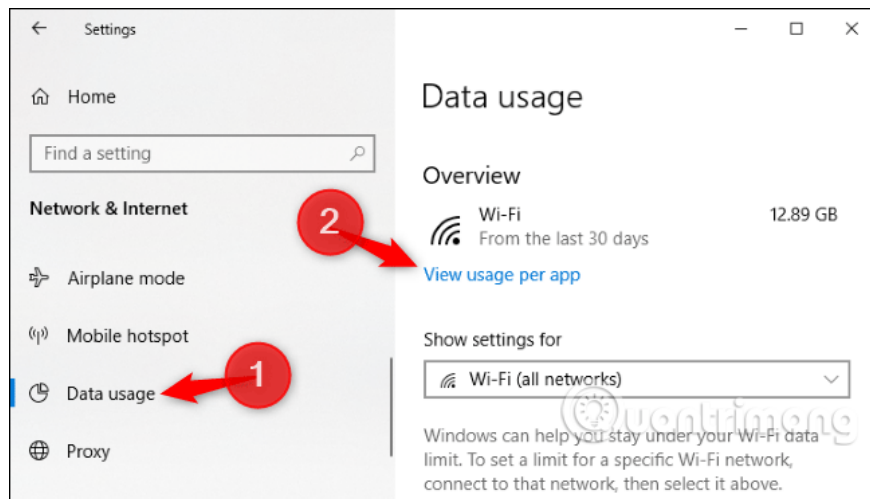 Settings
Home
Find a setting
Network & Internet
Airplane mode
Mobile hotspot
1
Data usage
Proxy
Data usage
Overview
2
Wi-Fi
12.89 GB
From the last 30 days
View usage per app
Show settings for
Wi-Fi (all networks)
Quantrimang
Windows can help you stay under your Wi-Fi data
limit. To set a limit for a specific Wi-Fi network,
connect to that network, then select it above.